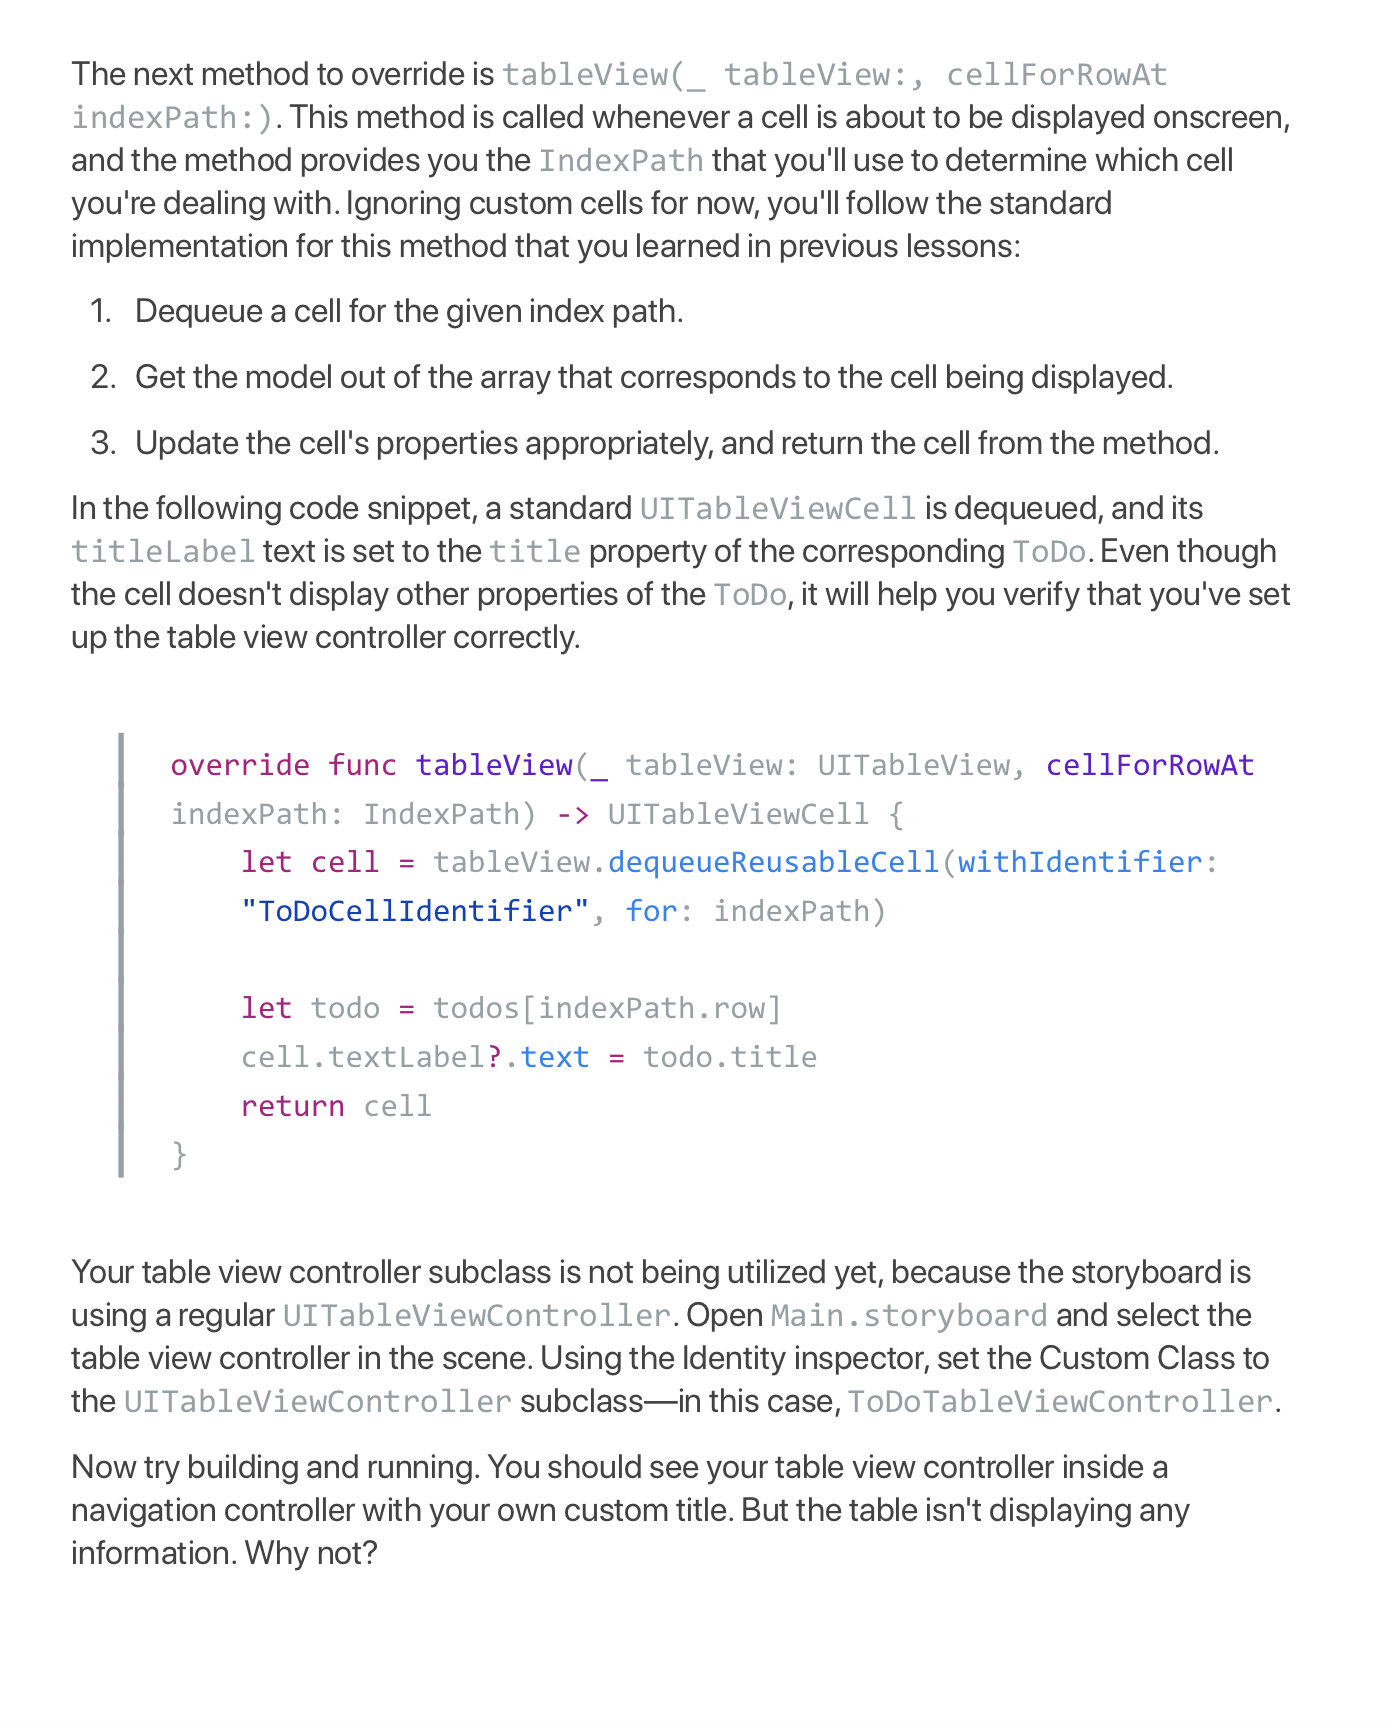 The next method to override is tableView(_ tableView:, cellForRowAt
indexPath:). This method is called whenever a cell is about to be displayed onscreen,
and the method provides you the IndexPath that you'll use to determine which cell
you're dealing with. Ignoring custom cells for now, you'll follow the standard
implementation for this method that you learned in previous lessons:
1. Dequeue a cell for the given index path.
2. Get the model out of the array that corresponds to the cell being displayed.
3. Update the cell's properties appropriately, and return the cell from the method.
In the following code snippet, a standard UITableViewCell is dequeued, and its
titleLabel text is set to the title property of the corresponding ToDo. Even though
the cell doesn't display other properties of the ToDo, it will help you verify that you've set
up the table view controller correctly.
override func tableView(_ tableView: UITableView, cellForRowAt
indexPath: IndexPath) -> UITableViewCell {
    let cell = tableView.dequeueReusableCell(withIdentifier:
    "ToDoCellIdentifier", for: indexPath)
    let todo = todos[indexPath.row]
    cell.textLabel?.text = todo.title
    return cell
}
Your table view controller subclass is not being utilized yet, because the storyboard is
using a regular UITableViewController. Open Main.storyboard and select the
table view controller in the scene. Using the Identity inspector, set the Custom Class to
the UITableViewController subclass—in this case, ToDoTableViewController.
Now try building and running. You should see your table view controller inside a
navigation controller with your own custom title. But the table isn't displaying any
information. Why not?